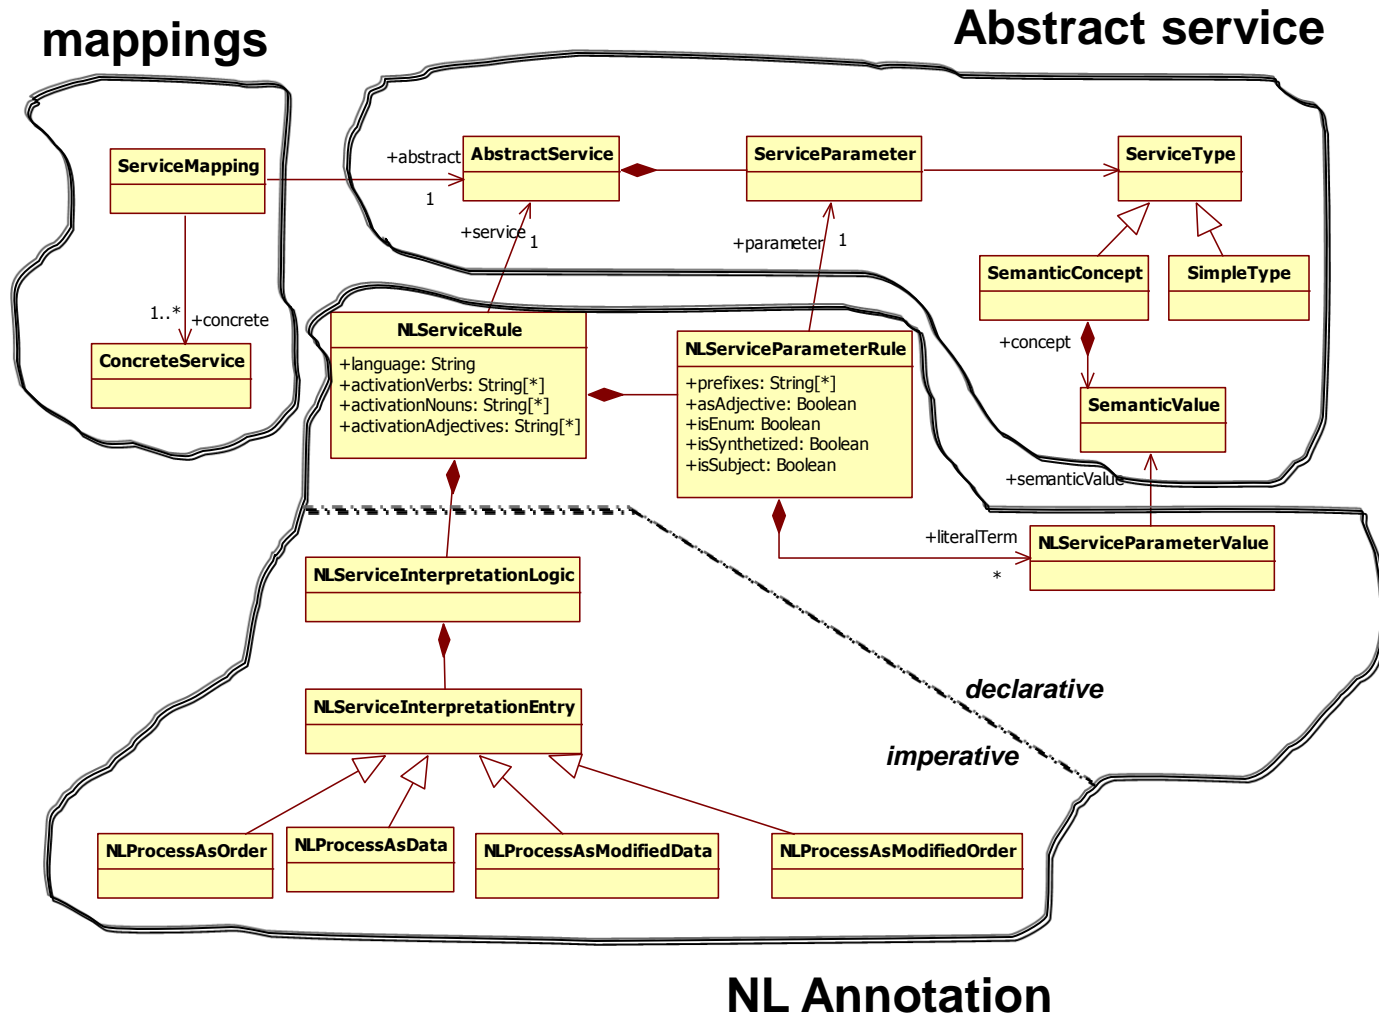 mappings
Abstract service
ServiceMapping
+abstract
1
AbstractService
ServiceParameter
ServiceType
+service
1
+parameter
1
SemanticConcept
SimpleType
1..*
+concrete
ConcreteService
+concept
SemanticValue
NLServiceRule
+language: String
+activationVerbs: String[*]
+activationNouns: String[*]
+activationAdjectives: String[*]
NLServiceParameterRule
+prefixes: String[*]
+asAdjective: Boolean
+isEnum: Boolean
+isSynthetized: Boolean
+isSubject: Boolean
+semanticValue
+literalTerm
*
NLServiceParameterValue
NLServiceInterpretationLogic
NLServiceInterpretationEntry
declarative
imperative
NLProcessAsOrder
NLProcessAsData
NLProcessAsModifiedData
NLProcessAsModifiedOrder
NL Annotation